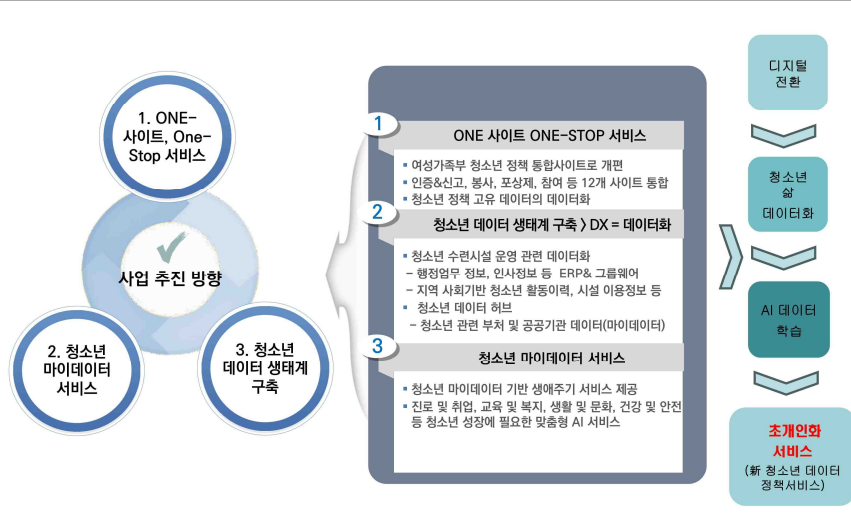 1. ONE-
사이트, One-
Stop 서비스
사업 추진 방향
2. 청소년
마이데이터
서비스
3. 청소년
데이터 생태계
구축
1
ONE 사이트 ONE-STOP 서비스
▪ 여성가족부 청소년 정책 통합사이트로 개편
▪ 인증&신고, 봉사, 포상제, 참여 등 12개 사이트 통합
▪ 청소년 정책 고유 데이터의 데이터화
2
청소년 데이터 생태계 구축 > DX = 데이터화
▪ 청소년 수련시설 운영 관련 데이터화
- 행정업무 정보, 인사정보 등 ERP& 그룹웨어
- 지역 사회기반 청소년 활동이력, 시설 이용정보 등
▪ 청소년 데이터 허브
- 청소년 관련 부처 및 공공기관 데이터(마이데이터)
3
청소년 마이데이터 서비스
▪ 청소년 마이데이터 기반 생애주기 서비스 제공
▪ 진로 및 취업, 교육 및 복지, 생활 및 문화, 건강 및 안전
등 청소년 성장에 필요한 맞춤형 AI 서비스
디지털
전환
청소년
삶
데이터화
AI 데이터
학습
초개인화
서비스
(新 청소년 데이터
정책서비스)